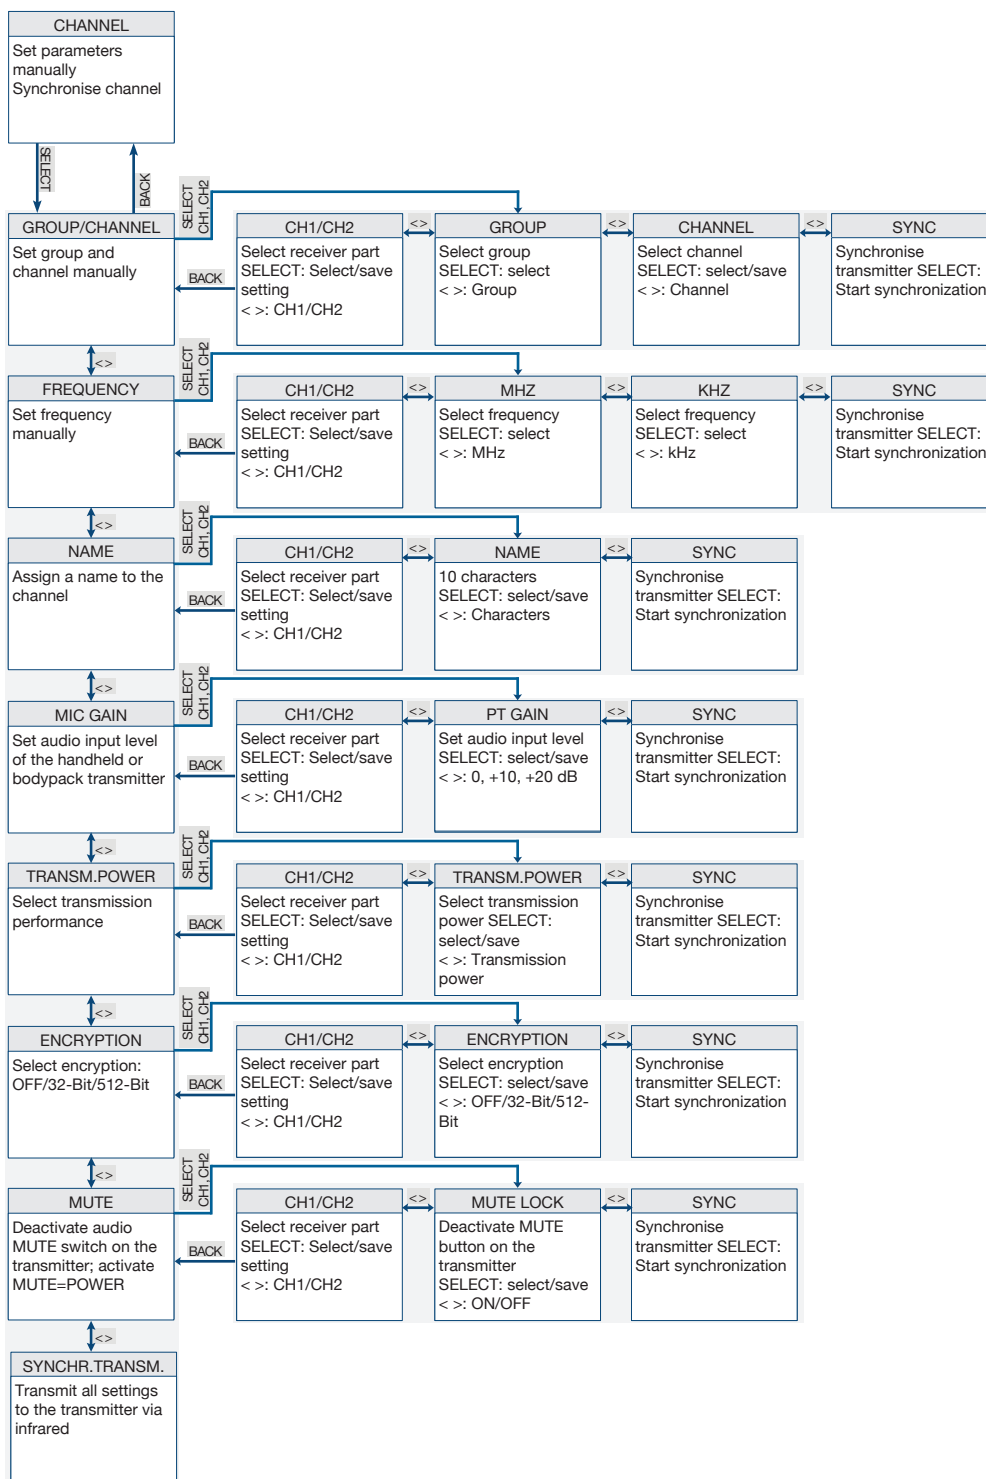 CHANNEL
Set parameters
manually
Synchronise channel
SELECT
BACK
SELECT
CH1, CH2
GROUP/CHANNEL
Set group and
channel manually
BACK
CH1/CH2
Select receiver part
SELECT: Select/save
setting
< >: CH1/CH2
<>
GROUP
Select group
SELECT: select
< >: Group
<>
CHANNEL
Select channel
SELECT: select/save
< >: Channel
<>
SYNC
Synchronise
transmitter SELECT:
Start synchronization
<>
SELECT
CH1, CH2
FREQUENCY
Set frequency
manually
BACK
CH1/CH2
Select receiver part
SELECT: Select/save
setting
< >: CH1/CH2
<>
MHZ
Select frequency
SELECT: select
< >: MHz
<>
KHZ
Select frequency
SELECT: select
< >: kHz
<>
SYNC
Synchronise
transmitter SELECT:
Start synchronization
<>
SELECT
CH1, CH2
NAME
Assign a name to the
channel
BACK
CH1/CH2
Select receiver part
SELECT: Select/save
setting
< >: CH1/CH2
<>
NAME
10 characters
SELECT: select/save
< >: Characters
<>
SYNC
Synchronise
transmitter SELECT:
Start synchronization
<>
SELECT
CH1, CH2
MIC GAIN
Set audio input level
of the handheld or
bodypack transmitter
BACK
CH1/CH2
Select receiver part
SELECT: Select/save
setting
< >: CH1/CH2
<>
PT GAIN
Set audio input level
SELECT: select/save
< >: 0, +10, +20 dB
<>
SYNC
Synchronise
transmitter SELECT:
Start synchronization
<>
SELECT
CH1, CH2
TRANSM.POWER
Select transmission
performance
BACK
CH1/CH2
Select receiver part
SELECT: Select/save
setting
< >: CH1/CH2
<>
TRANSM.POWER
Select transmission
power SELECT:
select/save
< >: Transmission
power
<>
SYNC
Synchronise
transmitter SELECT:
Start synchronization
<>
SELECT
CH1, CH2
ENCRYPTION
Select encryption:
OFF/32-Bit/512-Bit
BACK
CH1/CH2
Select receiver part
SELECT: Select/save
setting
< >: CH1/CH2
<>
ENCRYPTION
Select encryption
SELECT: select/save
< >: OFF/32-Bit/512-
Bit
<>
SYNC
Synchronise
transmitter SELECT:
Start synchronization
<>
SELECT
CH1, CH2
MUTE
Deactivate audio
MUTE switch on the
transmitter; activate
MUTE=POWER
BACK
CH1/CH2
Select receiver part
SELECT: Select/save
setting
< >: CH1/CH2
<>
MUTE LOCK
Deactivate MUTE
button on the
transmitter
SELECT: select/save
< >: ON/OFF
<>
SYNC
Synchronise
transmitter SELECT:
Start synchronization
<>
SYNCHR.TRANSM.
Transmit all settings
to the transmitter via
infrared